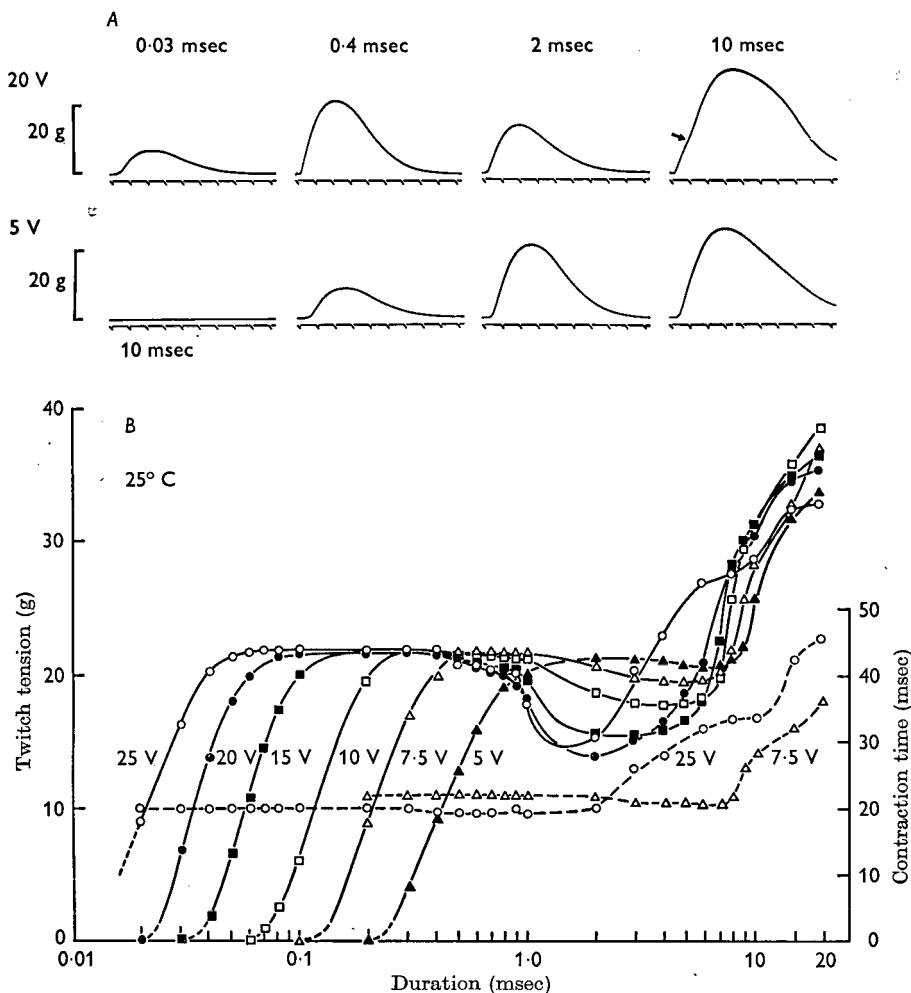 A
0·03 msec 0·4 msec 2 msec 10 msec
20 V
20 g
5 V
20 g
10 msec
B
25° C
40
30
20
10
0
Twitch tension (g)
25 V 20 V 15 V 10 V 7·5 V 5 V 25 V 7·5 V
50
40
30
20
10
0
Contraction time (msec)
0·01 0·1 1·0 10 20
Duration (msec)